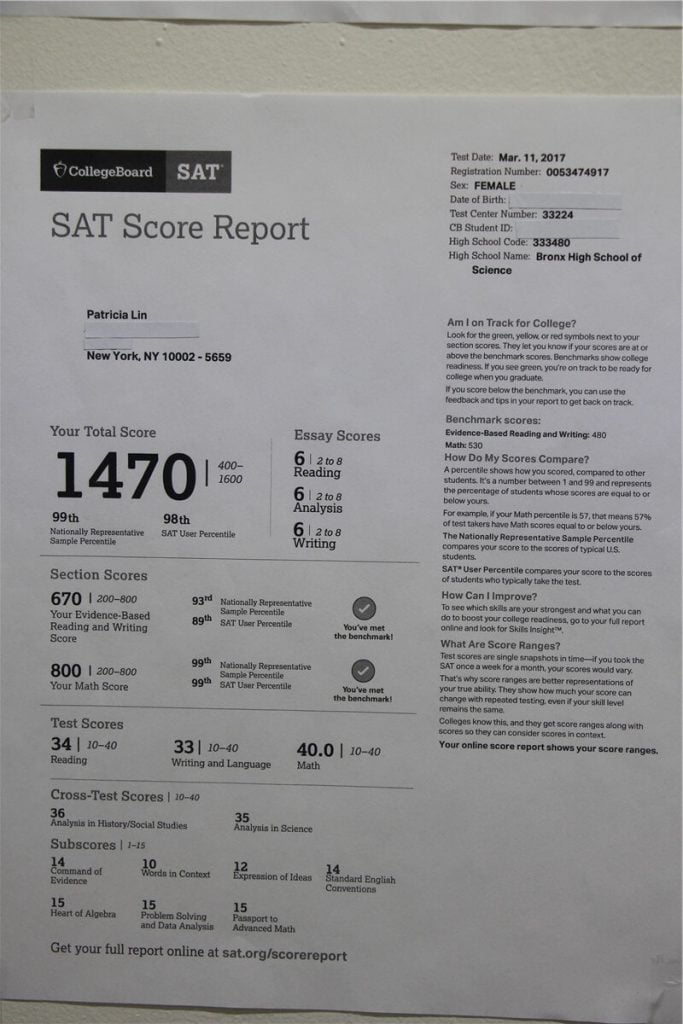 CollegeBoard SAT
SAT Score Report
Test Date: Mar. 11, 2017
Registration Number: 0053474917
Sex: FEMALE
Date of Birth:
Test Center Number: 33224
CB Student ID:
High School Code: 333480
High School Name: Bronx High School of
Science
Patricia Lin
New York, NY 10002 - 5659
Your Total Score
1470 | 400–
1600
99th
Nationally Representative
Sample Percentile
98th
SAT User Percentile
Essay Scores
6 | 2 to 8
Reading
6 | 2 to 8
Analysis
6 | 2 to 8
Writing
Section Scores
670 | 200–800
Your Evidence-Based
Reading and Writing
Score
93rd Nationally Representative
Sample Percentile
89th SAT User Percentile
You've met
the benchmark!
800 | 200–800
Your Math Score
99th Nationally Representative
Sample Percentile
99th SAT User Percentile
You've met
the benchmark!
Test Scores
34 | 10–40
Reading
33 | 10–40
Writing and Language
40.0 | 10–40
Math
Cross-Test Scores | 10–40
36
Analysis in History/Social Studies
35
Analysis in Science
Subscores | 1–15
14
Command of
Evidence
10
Words in Context
12
Expression of Ideas
14
Standard English
Conventions
15
Heart of Algebra
15
Problem Solving
and Data Analysis
15
Passport to
Advanced Math
Get your full report online at sat.org/scorereport
Am I on Track for College?
Look for the green, yellow, or red symbols next to your
section scores. They let you know if your scores are at or
above the benchmark scores. Benchmarks show college
readiness. If you see green, you're on track to be ready for
college when you graduate.
If you score below the benchmark, you can use the
feedback and tips in your report to get back on track.
Benchmark scores:
Evidence-Based Reading and Writing: 480
Math: 530
How Do My Scores Compare?
A percentile shows how you scored, compared to other
students. It's a number between 1 and 99 and represents
the percentage of students whose scores are equal to or
below yours.
For example, if your Math percentile is 57, that means 57%
of test takers have Math scores equal to or below yours.
The Nationally Representative Sample Percentile
compares your score to the scores of typical U.S.
students.
SAT® User Percentile compares your score to the scores
of students who typically take the test.
How Can I Improve?
To see which skills are your strongest and what you can
do to boost your college readiness, go to your full report
online and look for Skills Insight™.
What Are Score Ranges?
Test scores are single snapshots in time—if you took the
SAT once a week for a month, your scores would vary.
That's why score ranges are better representations of
your true ability. They show how much your score can
change with repeated testing, even if your skill level
remains the same.
Colleges know this, and they get score ranges along with
scores so they can consider scores in context.
Your online score report shows your score ranges.